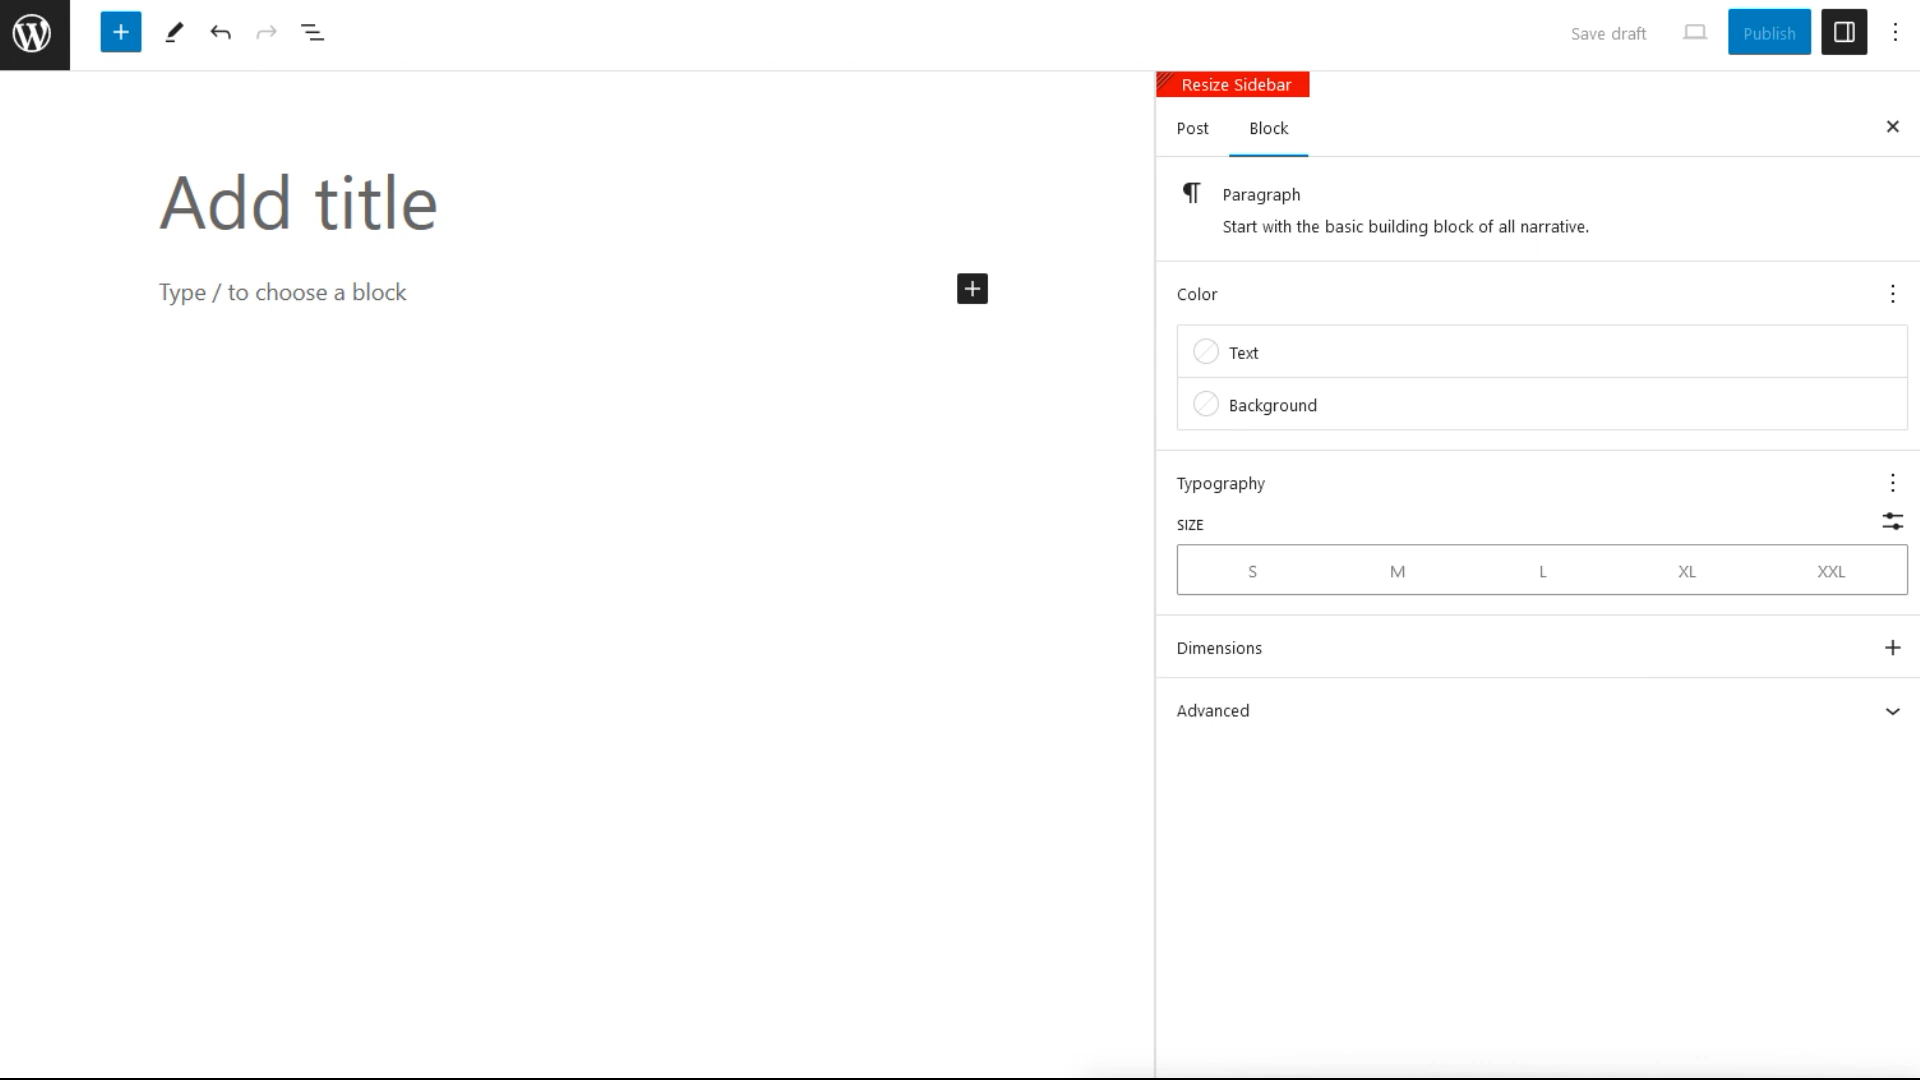 Save draft
Publish
Resize Sidebar
Post Block
Add title
Paragraph
Start with the basic building block of all narrative.
Type / to choose a block
Color
Text
Background
Typography
SIZE
S M L XL XXL
Dimensions
Advanced